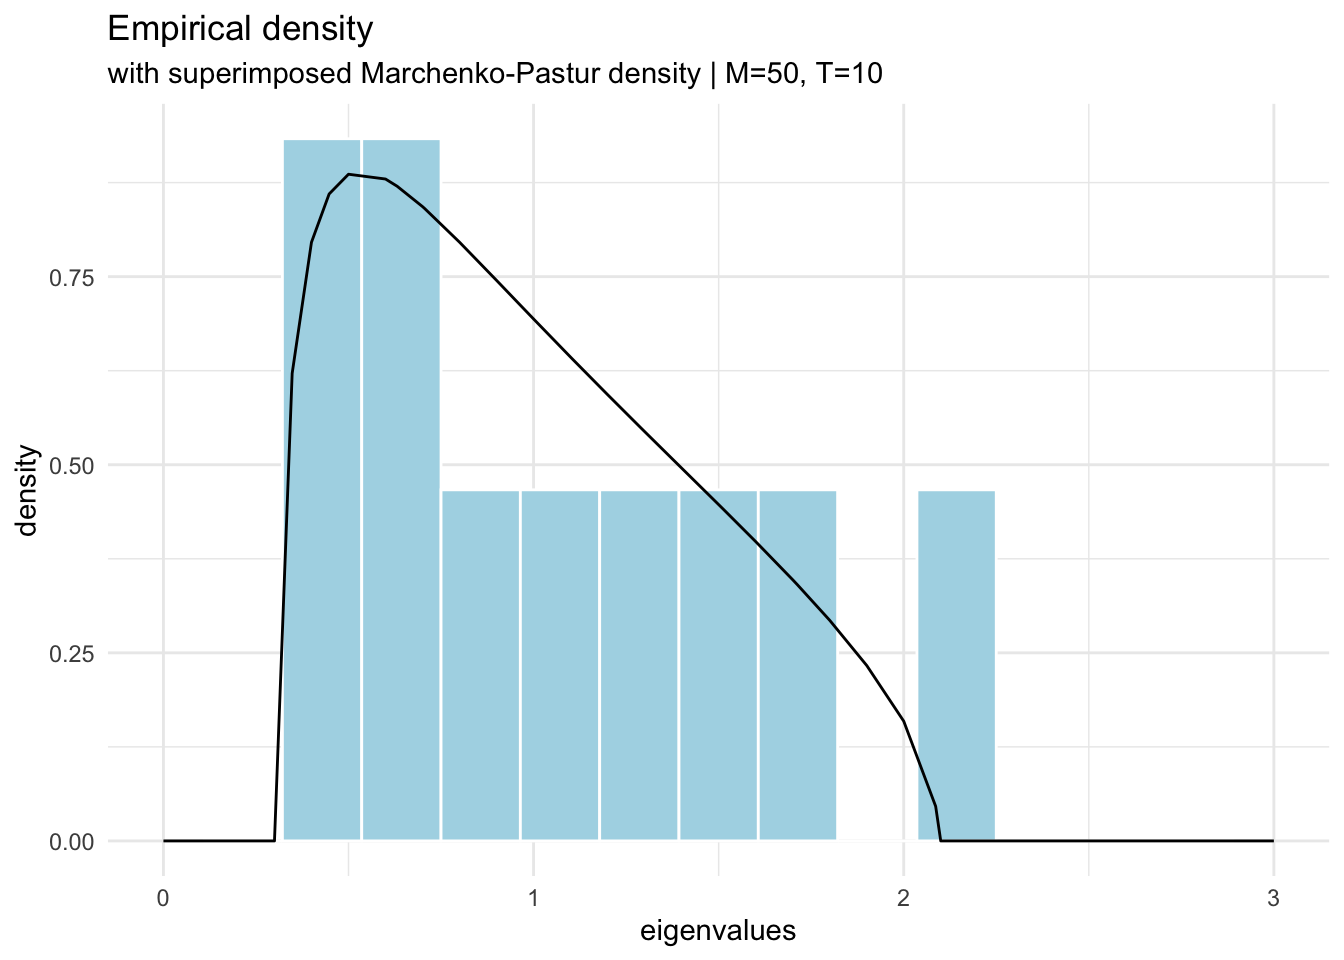 Empirical density
with superimposed Marchenko-Pastur density | M=50, T=10
density
0.75
0.50
0.25
0.00
0 1 2 3
eigenvalues